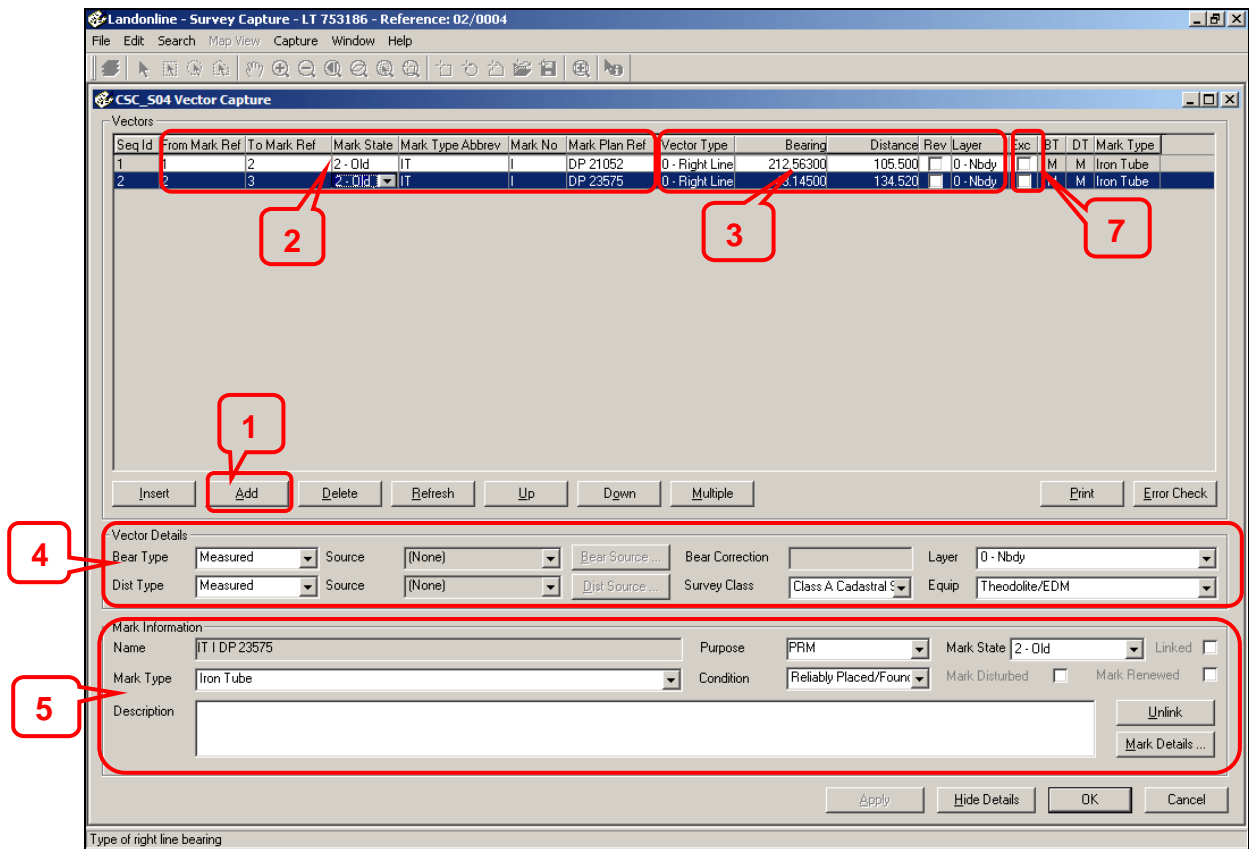 Landonline - Survey Capture - LT 753186 - Reference: 02/0004
File Edit Search Map View Capture Window Help
CSC_S04 Vector Capture
Vectors
Seq Id From Mark Ref To Mark Ref Mark State Mark Type Abbrev Mark No Mark Plan Ref Vector Type Bearing Distance Rev Layer Exc BT DT Mark Type
1 1 2 2 - Old IT I DP 21052 0 - Right Line 212.56300 105.500 0 - Nbdy M M Iron Tube
2 2 3 2 - Old IT I DP 23575 0 - Right Line .14500 134.520 0 - Nbdy M M Iron Tube
2 3 7
1
Insert Add Delete Refresh Up Down Multiple Print Error Check
Vector Details
4
Bear Type Measured Source (None) Bear Source ... Bear Correction Layer 0 - Nbdy
Dist Type Measured Source (None) Dist Source ... Survey Class Class A Cadastral S Equip Theodolite/EDM
Mark Information
Name IT I DP 23575 Purpose PRM Mark State 2 - Old Linked
Mark Type Iron Tube Condition Reliably Placed/Found Mark Disturbed Mark Renewed
5
Description Unlink
Mark Details ...
Apply Hide Details OK Cancel
Type of right line bearing